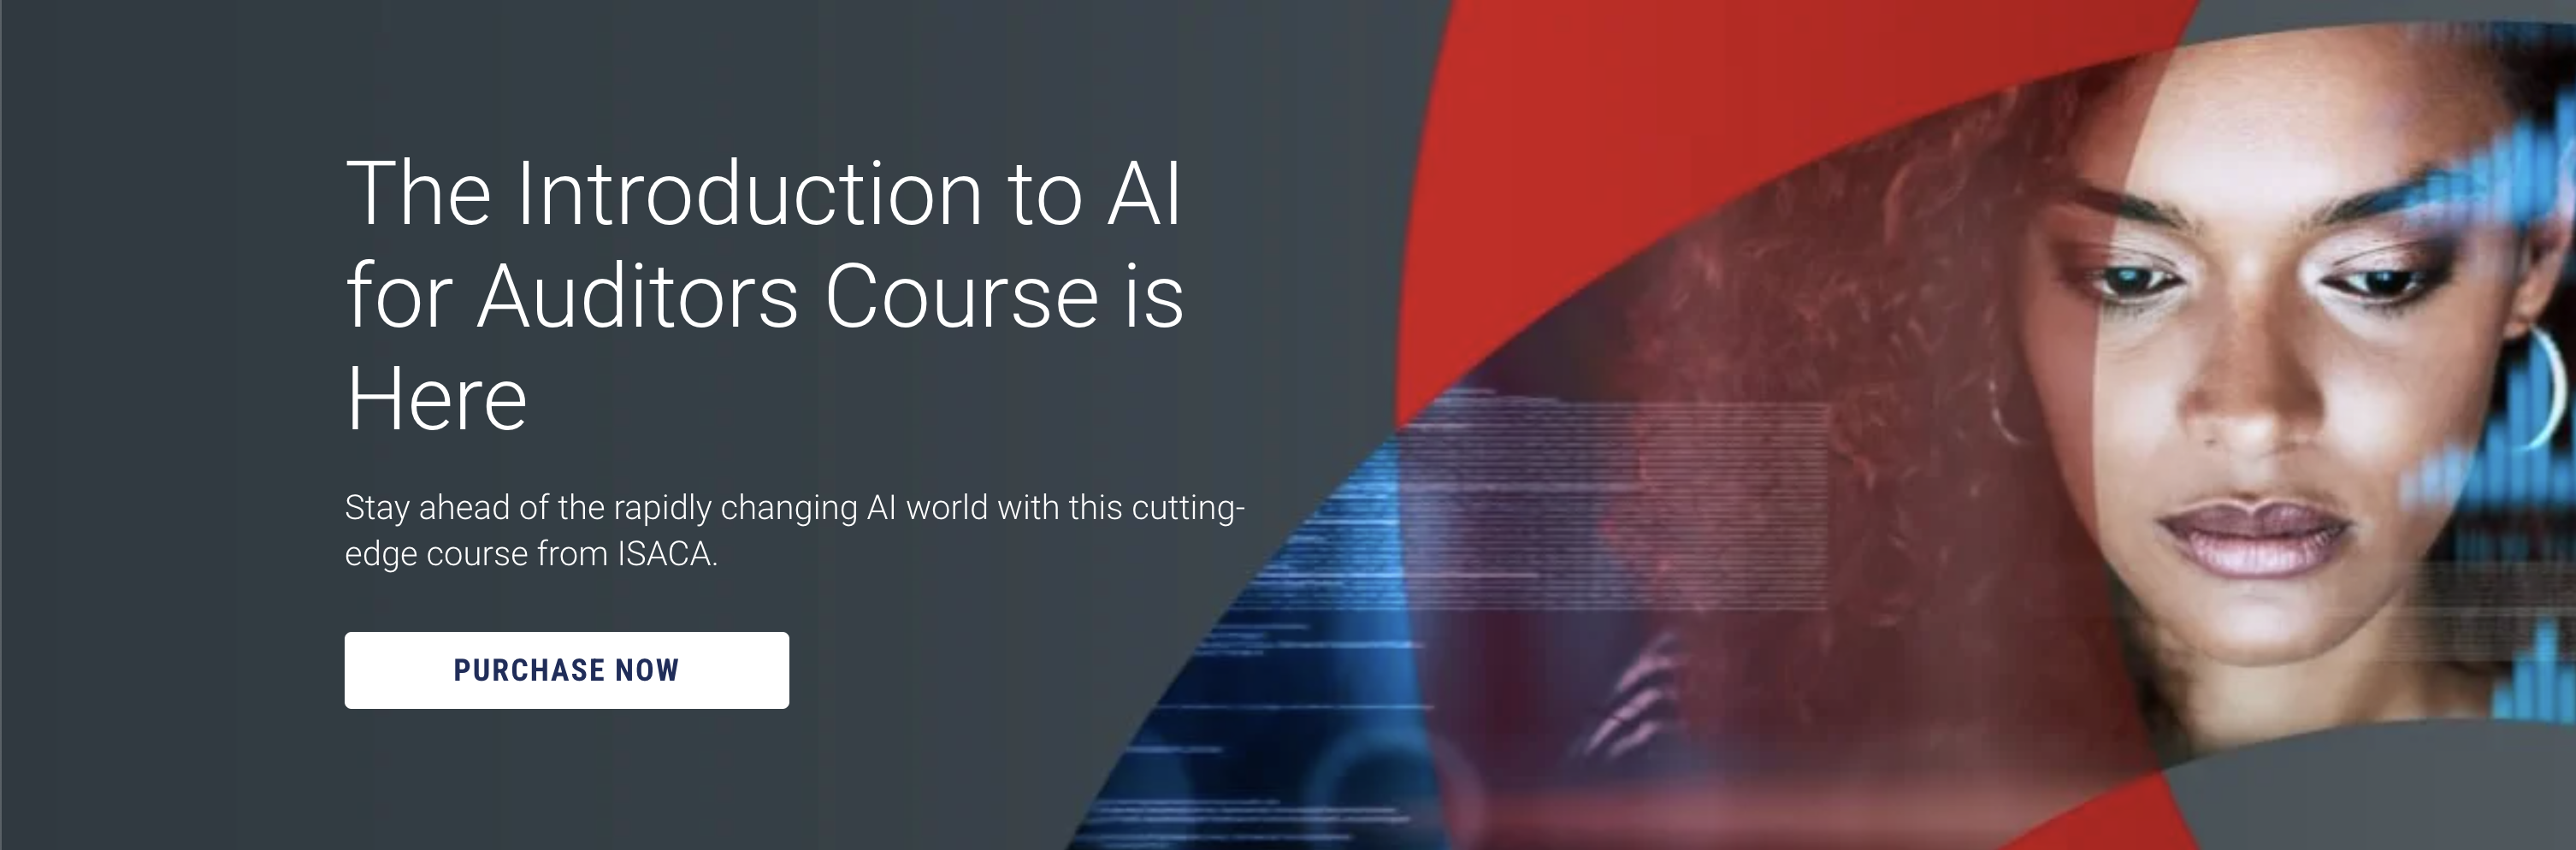 The Introduction to AI
for Auditors Course is
Here
Stay ahead of the rapidly changing AI world with this cutting-
edge course from ISACA.
PURCHASE NOW